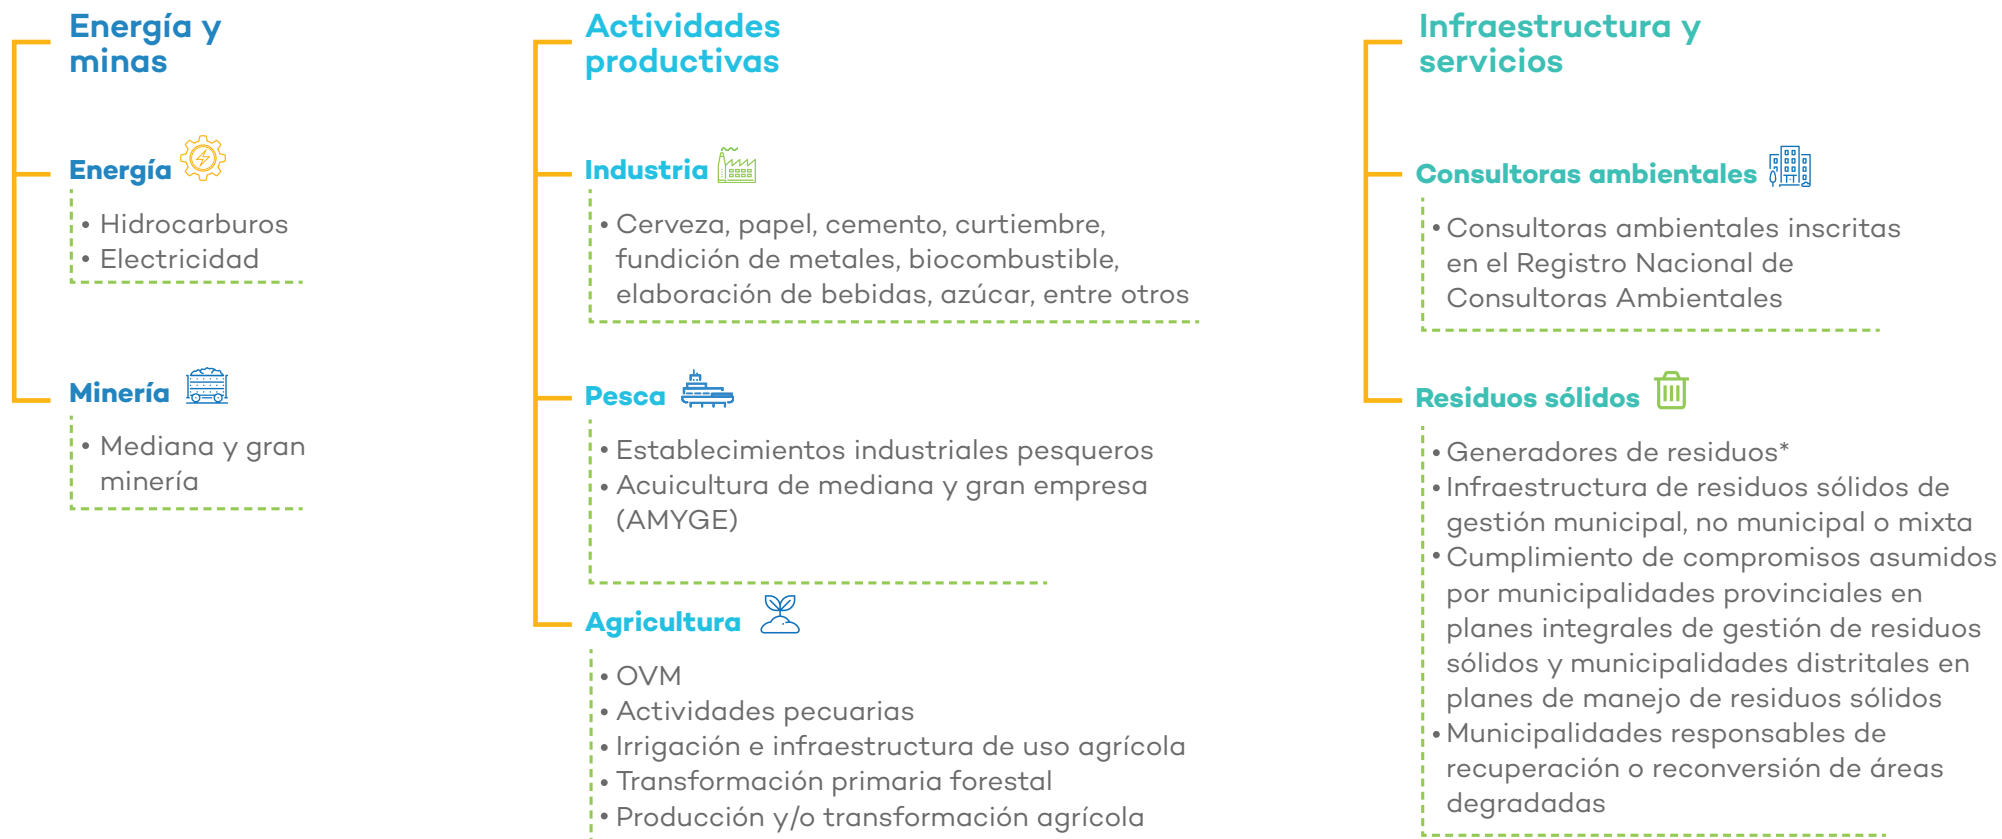 Energía y
minas
Energía
• Hidrocarburos
• Electricidad
Minería
• Mediana y gran
minería
Actividades
productivas
Industria
• Cerveza, papel, cemento, curtiembre,
fundición de metales, biocombustible,
elaboración de bebidas, azúcar, entre otros
Pesca
• Establecimientos industriales pesqueros
• Acuicultura de mediana y gran empresa
(AMYGE)
Agricultura
• OVM
• Actividades pecuarias
• Irrigación e infraestructura de uso agrícola
• Transformación primaria forestal
• Producción y/o transformación agrícola
Infraestructura y
servicios
Consultoras ambientales
• Consultoras ambientales inscritas
en el Registro Nacional de
Consultoras Ambientales
Residuos sólidos
• Generadores de residuos*
• Infraestructura de residuos sólidos de
gestión municipal, no municipal o mixta
• Cumplimiento de compromisos asumidos
por municipalidades provinciales en
planes integrales de gestión de residuos
sólidos y municipalidades distritales en
planes de manejo de residuos sólidos
• Municipalidades responsables de
recuperación o reconversión de áreas
degradadas